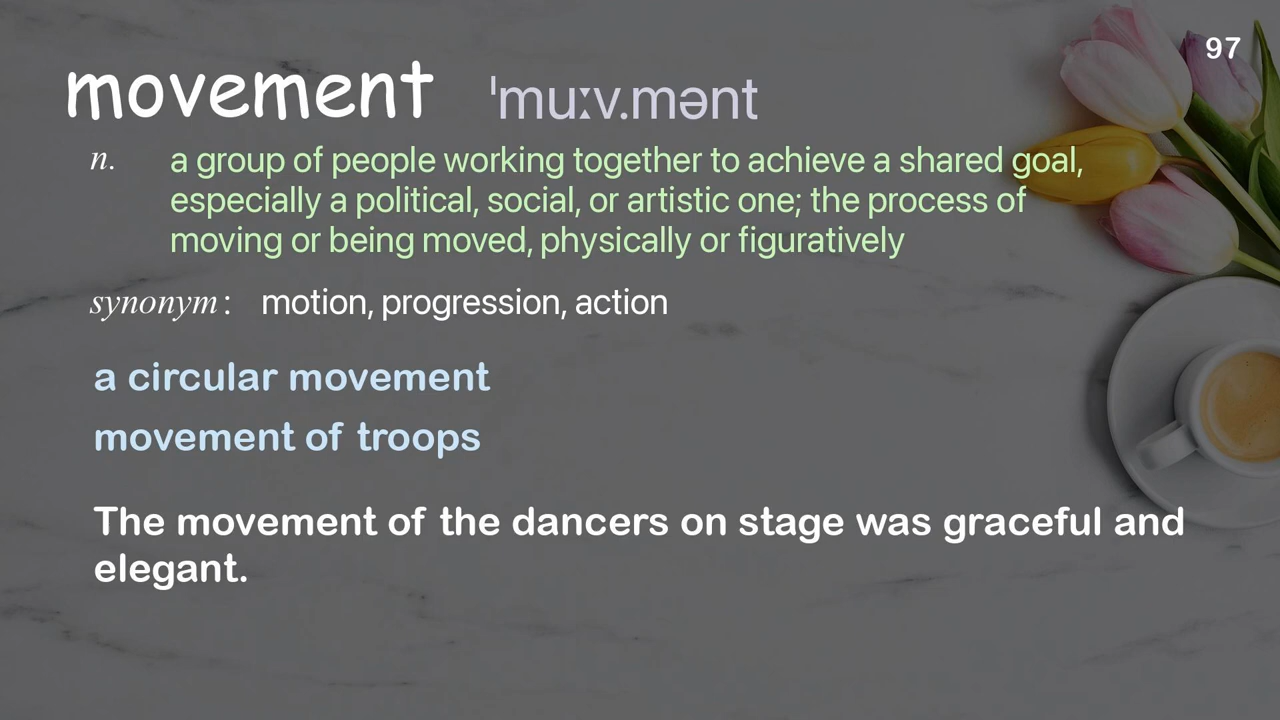 97
movement ˈmuːv.mənt
n. a group of people working together to achieve a shared goal,
especially a political, social, or artistic one; the process of
moving or being moved, physically or figuratively
synonym: motion, progression, action
a circular movement
movement of troops
The movement of the dancers on stage was graceful and
elegant.